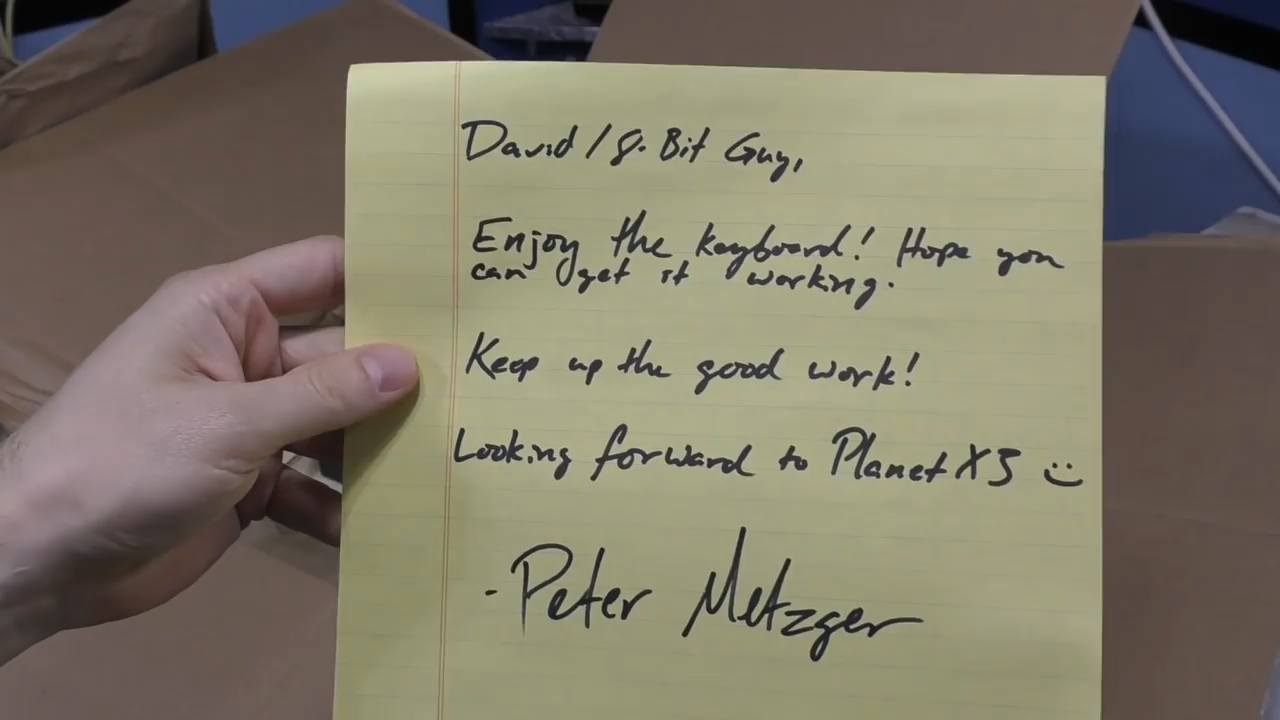 David / 8-Bit Guy,
Enjoy the keyboard! Hope you
can get it working.
Keep up the good work!
Looking forward to Planet X3 :)
- Peter Metzger